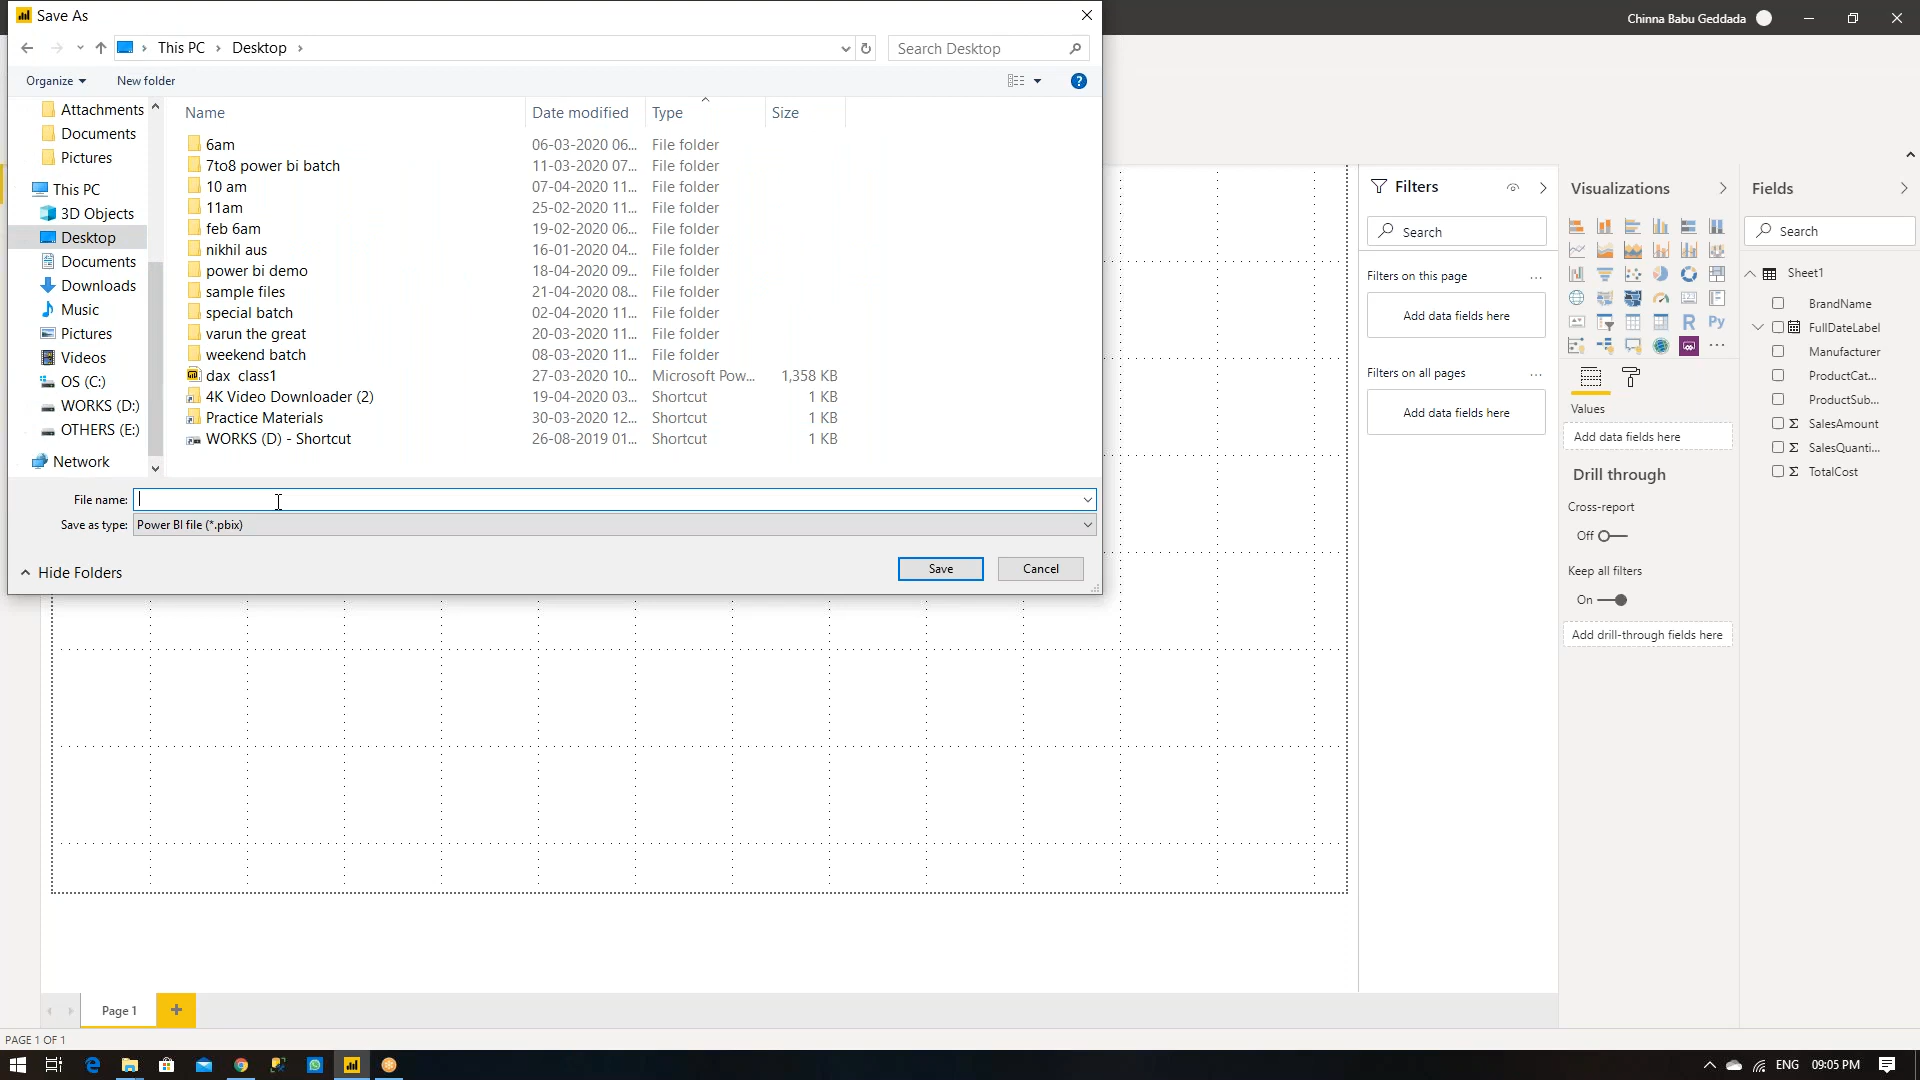 Save As
Chinna Babu Geddada
This PC
Desktop
Search Desktop
Organize
New folder
Attachments
Documents
Pictures
This PC
3D Objects
Desktop
Documents
Downloads
Music
Pictures
Videos
OS (C:)
WORKS (D:)
OTHERS (E:)
Network
Name Date modified Type Size
6am 06-03-2020 06... File folder
7to8 power bi batch 11-03-2020 07... File folder
10 am 07-04-2020 11... File folder
11am 25-02-2020 11... File folder
feb 6am 19-02-2020 06... File folder
nikhil aus 16-01-2020 04... File folder
power bi demo 18-04-2020 09... File folder
sample files 21-04-2020 08... File folder
special batch 02-04-2020 11... File folder
varun the great 20-03-2020 11... File folder
weekend batch 08-03-2020 11... File folder
dax class1 27-03-2020 10... Microsoft Pow... 1,358 KB
4K Video Downloader (2) 19-04-2020 03... Shortcut 1 KB
Practice Materials 30-03-2020 12... Shortcut 1 KB
WORKS (D) - Shortcut 26-08-2019 01... Shortcut 1 KB
File name:
Save as type: Power BI file (*.pbix)
Hide Folders
Save
Cancel
Filters
Search
Filters on this page
...
Add data fields here
Filters on all pages
...
Add data fields here
Visualizations
R
Py
...
Values
Add data fields here
Drill through
Cross-report
Off
Keep all filters
On
Add drill-through fields here
Fields
Search
Sheet1
BrandName
FullDateLabel
Manufacturer
ProductCat...
ProductSub...
Σ SalesAmount
Σ SalesQuanti...
Σ TotalCost
Page 1
+
PAGE 1 OF 1
ENG
09:05 PM